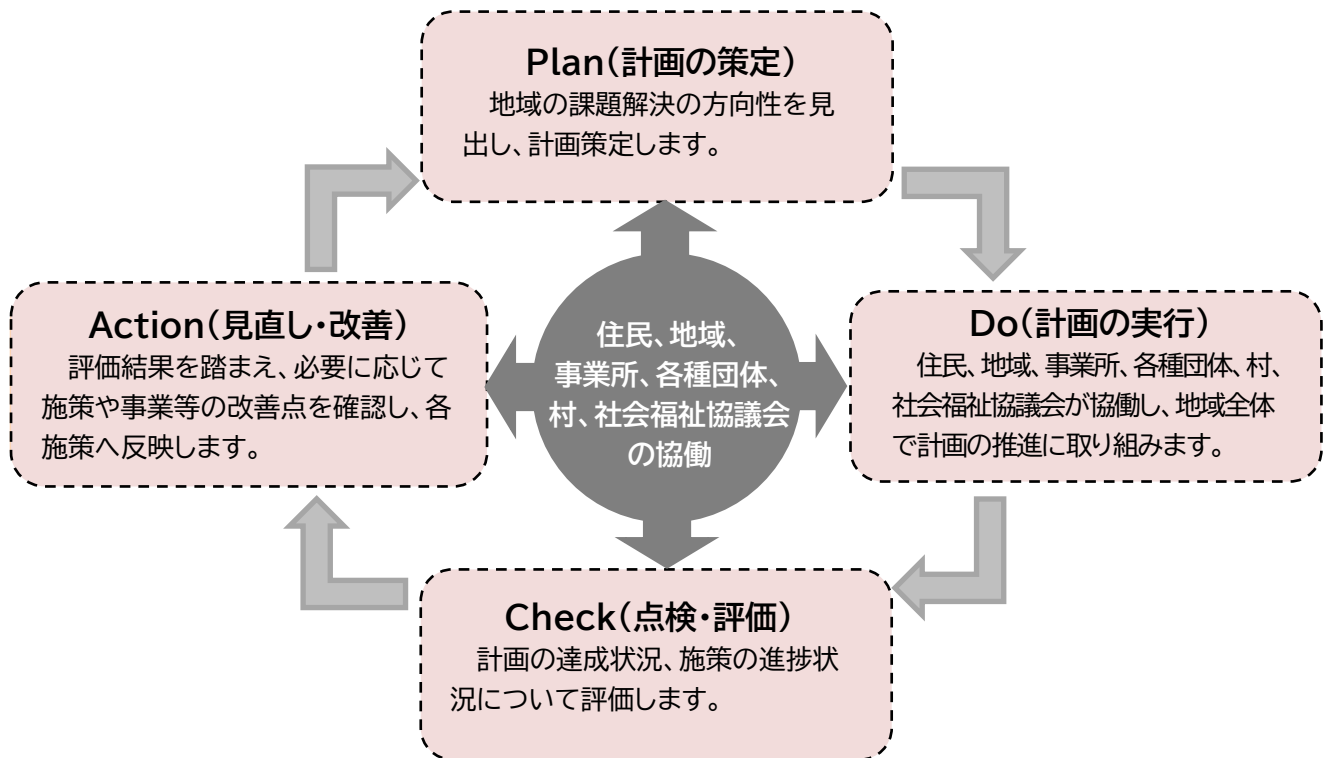 Plan(計画の策定)
地域の課題解決の方向性を見
出し、計画策定します。
Action(見直し・改善)
評価結果を踏まえ、必要に応じて
施策や事業等の改善点を確認し、各
施策へ反映します。
住民、地域、
事業所、各種団体、
村、社会福祉協議会
の協働
Do(計画の実行)
住民、地域、事業所、各種団体、村、
社会福祉協議会が協働し、地域全体
で計画の推進に取り組みます。
Check(点検・評価)
計画の達成状況、施策の進捗状
況について評価します。